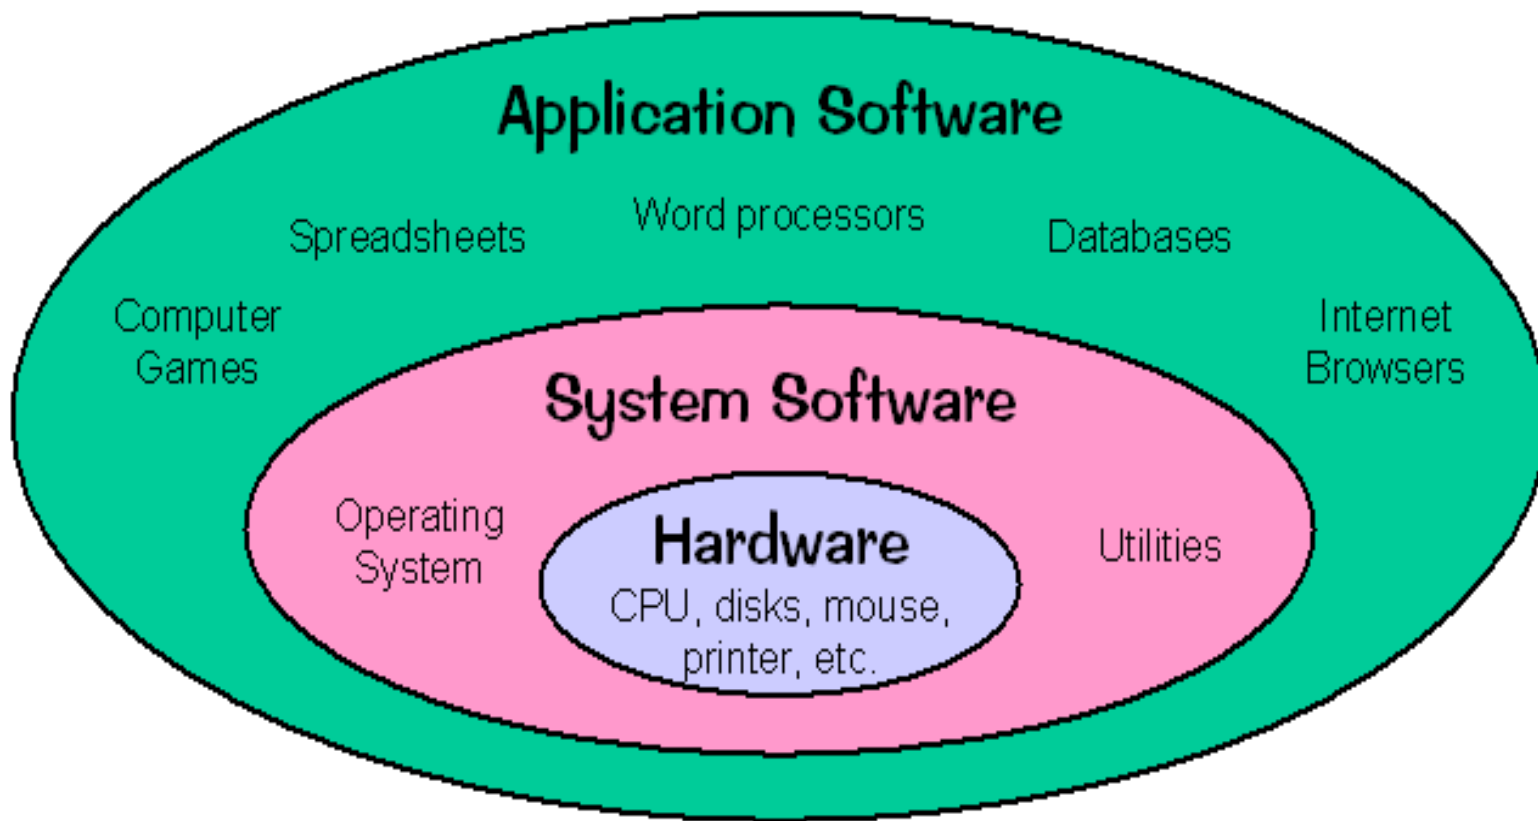 Application Software
Word processors
Spreadsheets
Databases
Computer
Games
Internet
Browsers
System Software
Operating
System
Utilities
Hardware
CPU, disks, mouse,
printer, etc.